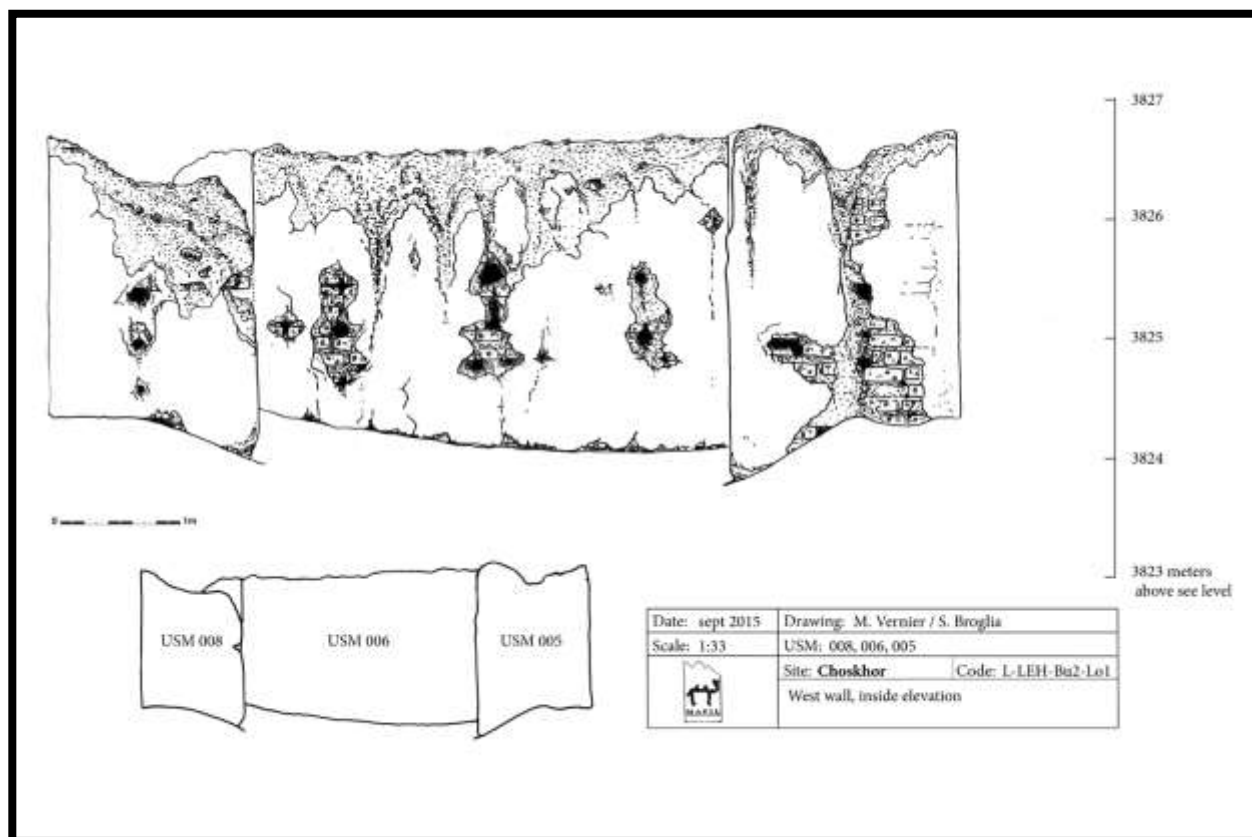 3827
3826
3825
3824
3823 meters
above see level
0 1m
USM 008
USM 006
USM 005
Date: sept 2015
Drawing: M. Vernier / S. Broglia
Scale: 1:33
USM: 008, 006, 005
Site: Choskhor
Code: L-LEH-Bu2-Lo1
West wall, inside elevation